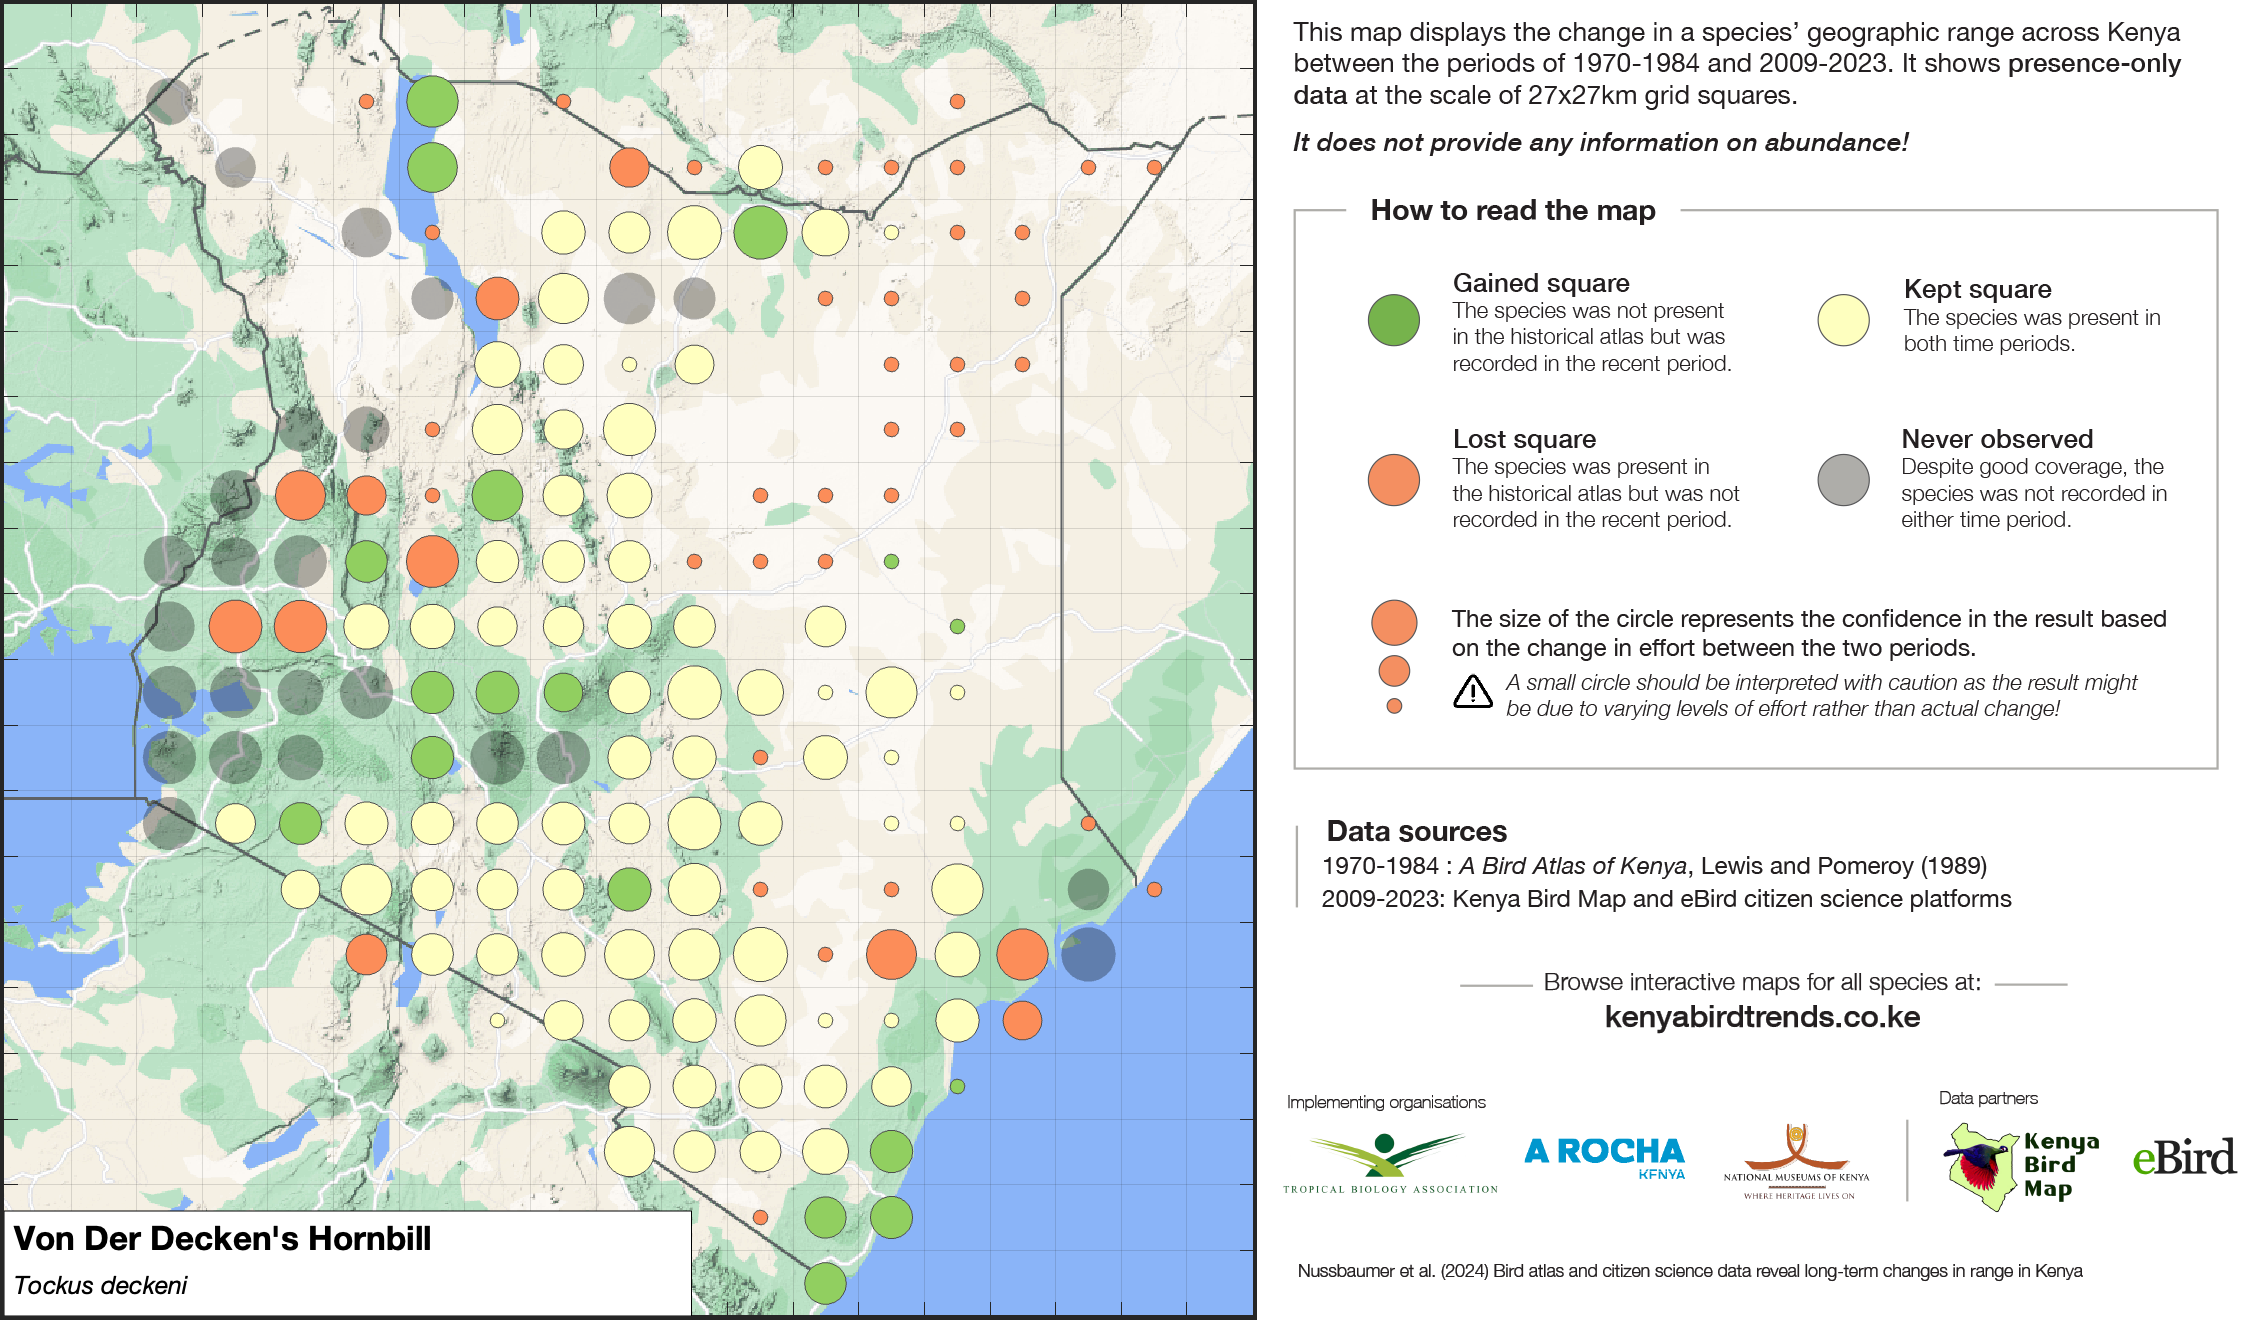 This map displays the change in a species’ geographic range across Kenya
between the periods of 1970-1984 and 2009-2023. It shows presence-only
data at the scale of 27x27km grid squares.
It does not provide any information on abundance!
How to read the map
Gained square
The species was not present
in the historical atlas but was
recorded in the recent period.
Kept square
The species was present in
both time periods.
Lost square
The species was present in
the historical atlas but was not
recorded in the recent period.
Never observed
Despite good coverage, the
species was not recorded in
either time period.
The size of the circle represents the confidence in the result based
on the change in effort between the two periods.
A small circle should be interpreted with caution as the result might
be due to varying levels of effort rather than actual change!
Data sources
1970-1984 : A Bird Atlas of Kenya, Lewis and Pomeroy (1989)
2009-2023: Kenya Bird Map and eBird citizen science platforms
Browse interactive maps for all species at:
kenyabirdtrends.co.ke
Implementing organisations
Data partners
TROPICAL BIOLOGY ASSOCIATION
A ROCHA
KENYA
NATIONAL MUSEUMS OF KENYA
WHERE HERITAGE LIVES ON
Kenya
Bird
Map
eBird
Von Der Decken's Hornbill
Tockus deckeni
Nussbaumer et al. (2024) Bird atlas and citizen science data reveal long-term changes in range in Kenya